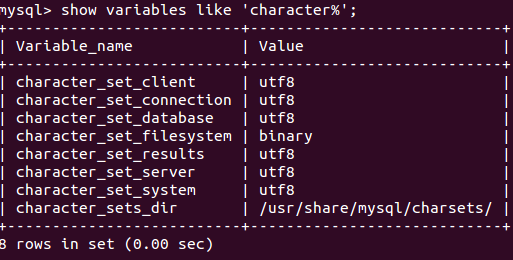 mysql> show variables like 'character%';
+--------------------------+----------------------------+
| Variable_name | Value |
+--------------------------+----------------------------+
| character_set_client | utf8 |
| character_set_connection | utf8 |
| character_set_database | utf8 |
| character_set_filesystem | binary |
| character_set_results | utf8 |
| character_set_server | utf8 |
| character_set_system | utf8 |
| character_sets_dir | /usr/share/mysql/charsets/ |
+--------------------------+----------------------------+
8 rows in set (0.00 sec)